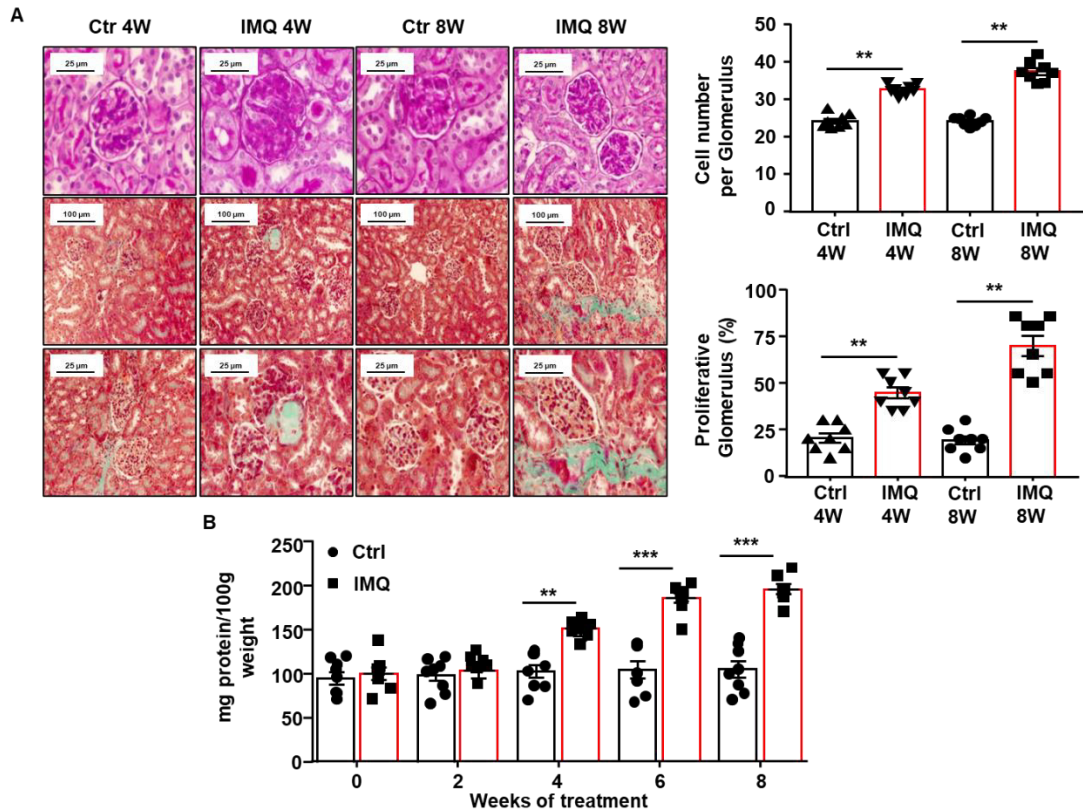 A
Ctr 4W IMQ 4W Ctr 8W IMQ 8W
25 µm 25 µm 25 µm 25 µm
100 µm 100 µm 100 µm 100 µm
25 µm 25 µm 25 µm 25 µm
Cell number
per Glomerulus
50
40
30
20
10
0
** **
Ctrl IMQ Ctrl IMQ
4W 4W 8W 8W
Proliferative
Glomerulus (%)
100
75
50
25
0
** **
Ctrl IMQ Ctrl IMQ
4W 4W 8W 8W
B
mg protein/100g
weight
250
200
150
100
50
0
Ctrl
IMQ
** *** ***
0 2 4 6 8
Weeks of treatment